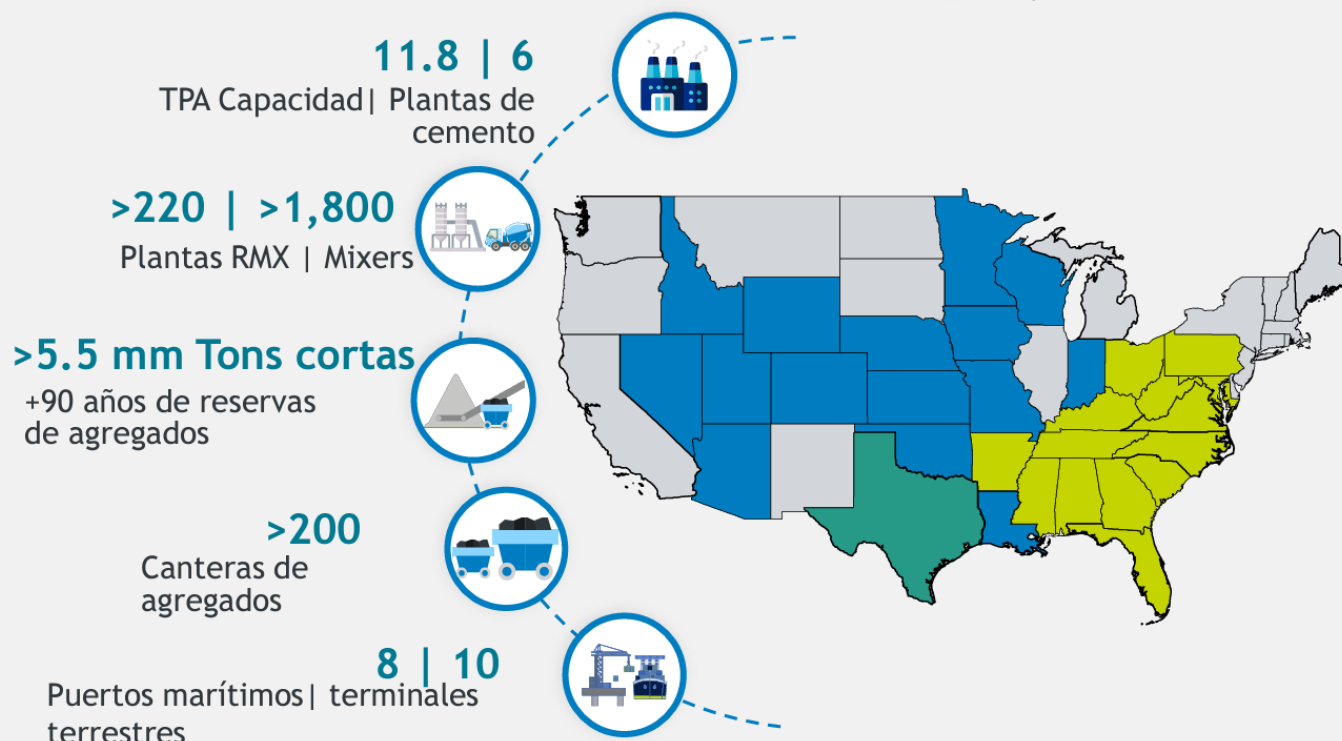 11.8 | 6
TPA Capacidad| Plantas de
cemento
>220 | >1,800
Plantas RMX | Mixers
>5.5 mm Tons cortas
+90 años de reservas
de agregados
>200
Canteras de
agregados
8 | 10
Puertos marítimos| terminales
terrestres